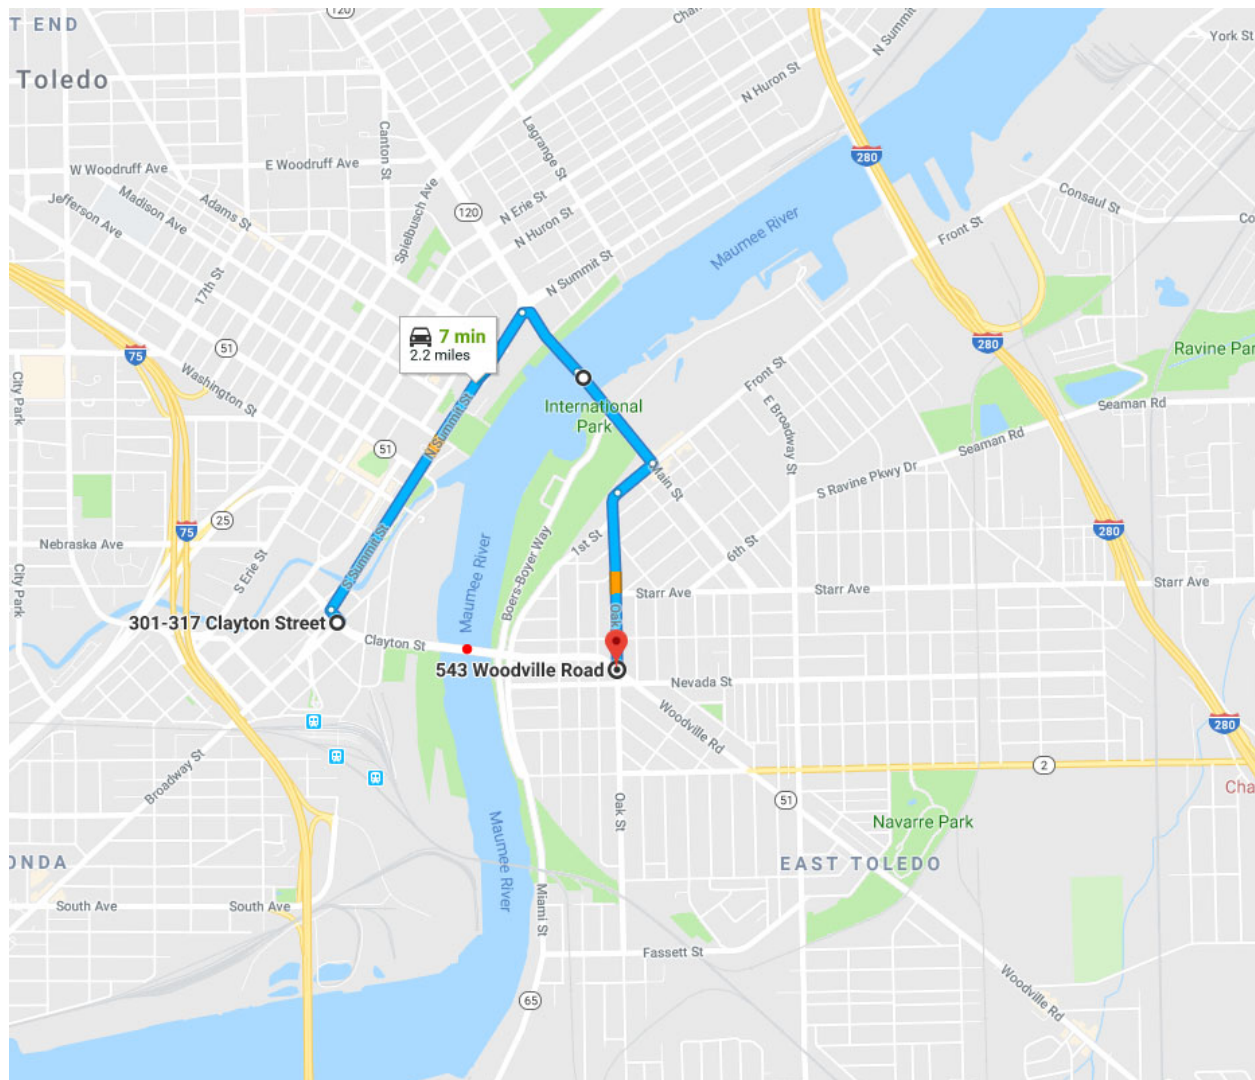 T END
Toledo
120
Chan
N Summit
York St
N Huron St
Lagrange St
Canton St
280
W Woodruff Ave
E Woodruff Ave
Spielbusch Ave
Madison Ave
Adams St
Jefferson Ave
120
N Erie St
N Huron St
Consaul St
Co
Front St
Maumee River
17th St
N Summit St
7 min
2.2 miles
51
75
280
Ravine Par
City Park
Washington St
International
Park
Front St
E Broadway St
Seaman Rd
N Summit St
51
Main St
Seaman Rd
S Ravine Pkwy Dr
25
75
280
Nebraska Ave
S Erie St
S Summit St
Maumee River
Boers-Boyer Way
1st St
6th St
City Park
Starr Ave
Starr Ave
Starr Ave
Oak
301-317 Clayton Street
Clayton St
543 Woodville Road
Nevada St
Woodville Rd
280
Broadway St
2
Cha
51
Oak St
Maumee River
Navarre Park
ONDA
EAST TOLEDO
South Ave
South Ave
Miami St
Fassett St
65
Woodville Rd